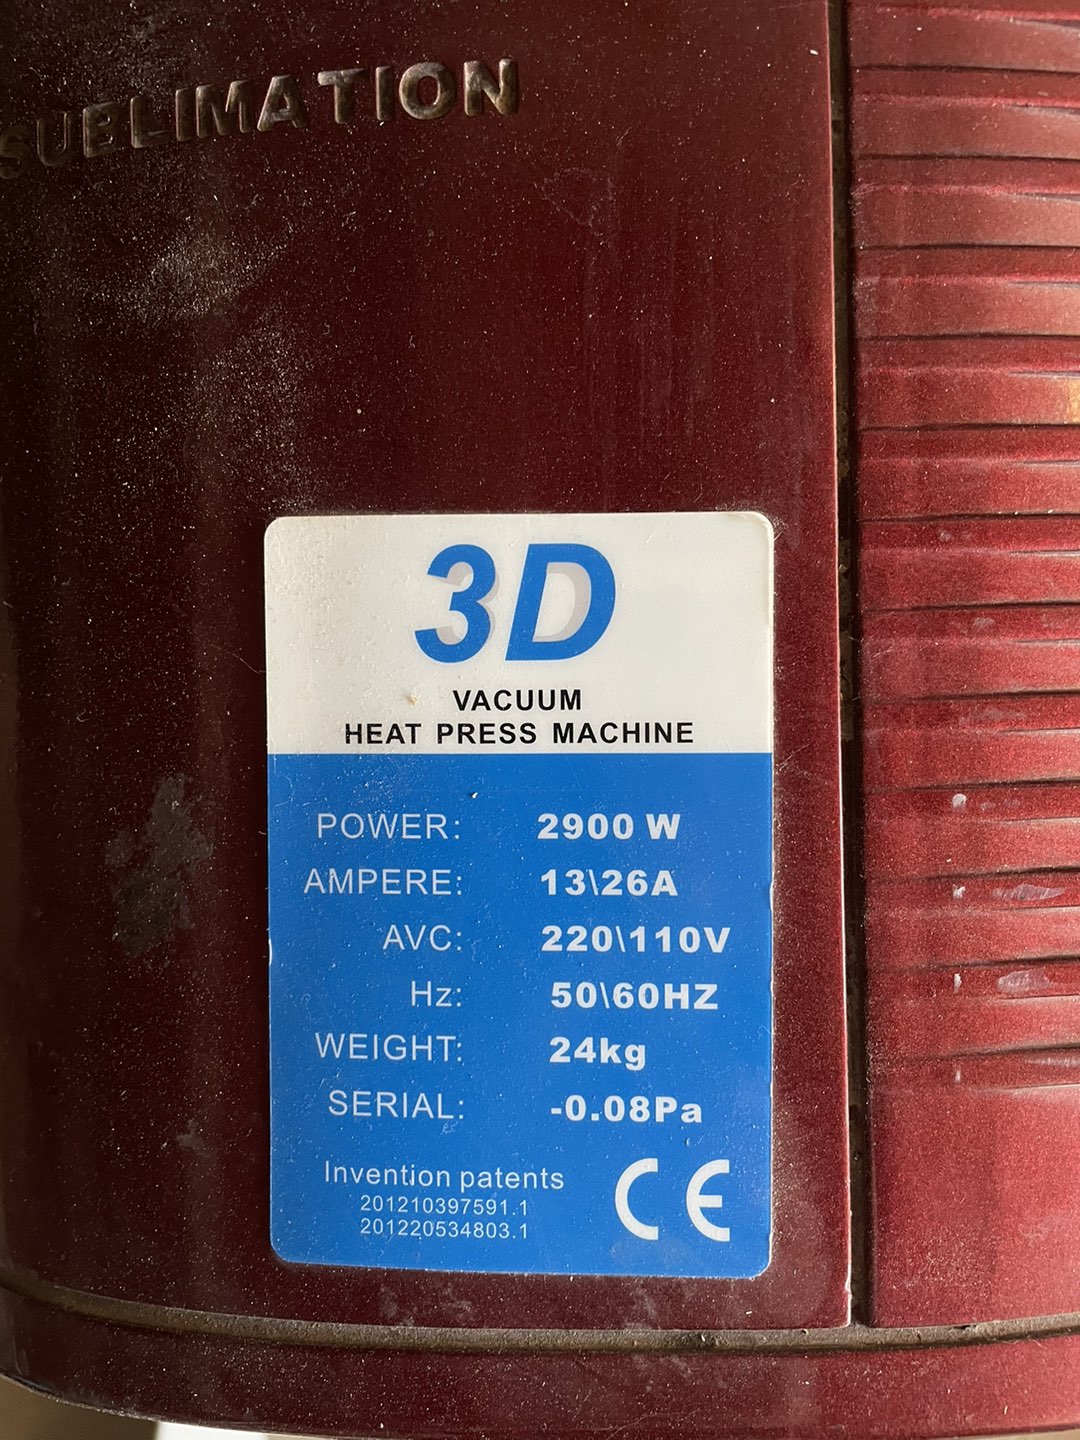 SUBLIMATION
3D
VACUUM
HEAT PRESS MACHINE
POWER: 2900 W
AMPERE: 13\26A
AVC: 220\110V
Hz: 50\60HZ
WEIGHT: 24kg
SERIAL: -0.08Pa
Invention patents
201210397591.1
201220534803.1
CE